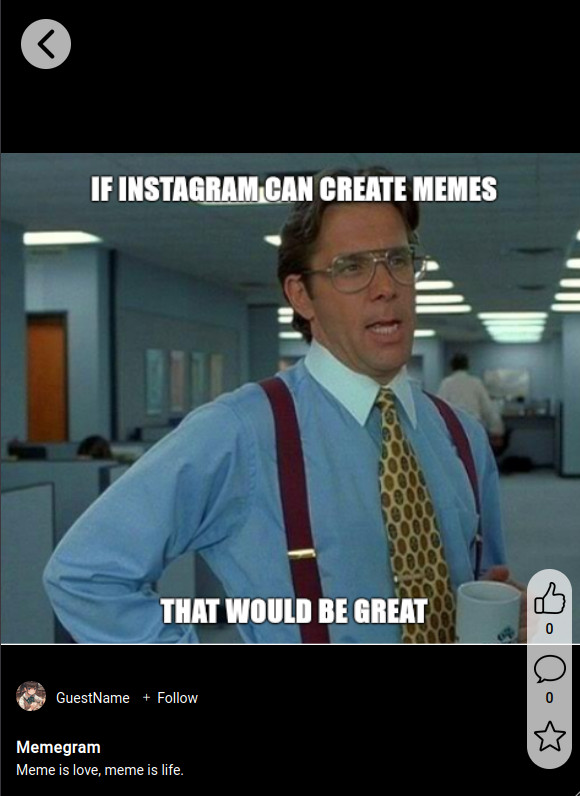 IF INSTAGRAM CAN CREATE MEMES
THAT WOULD BE GREAT
0
0
GuestName + Follow
Memegram
Meme is love, meme is life.